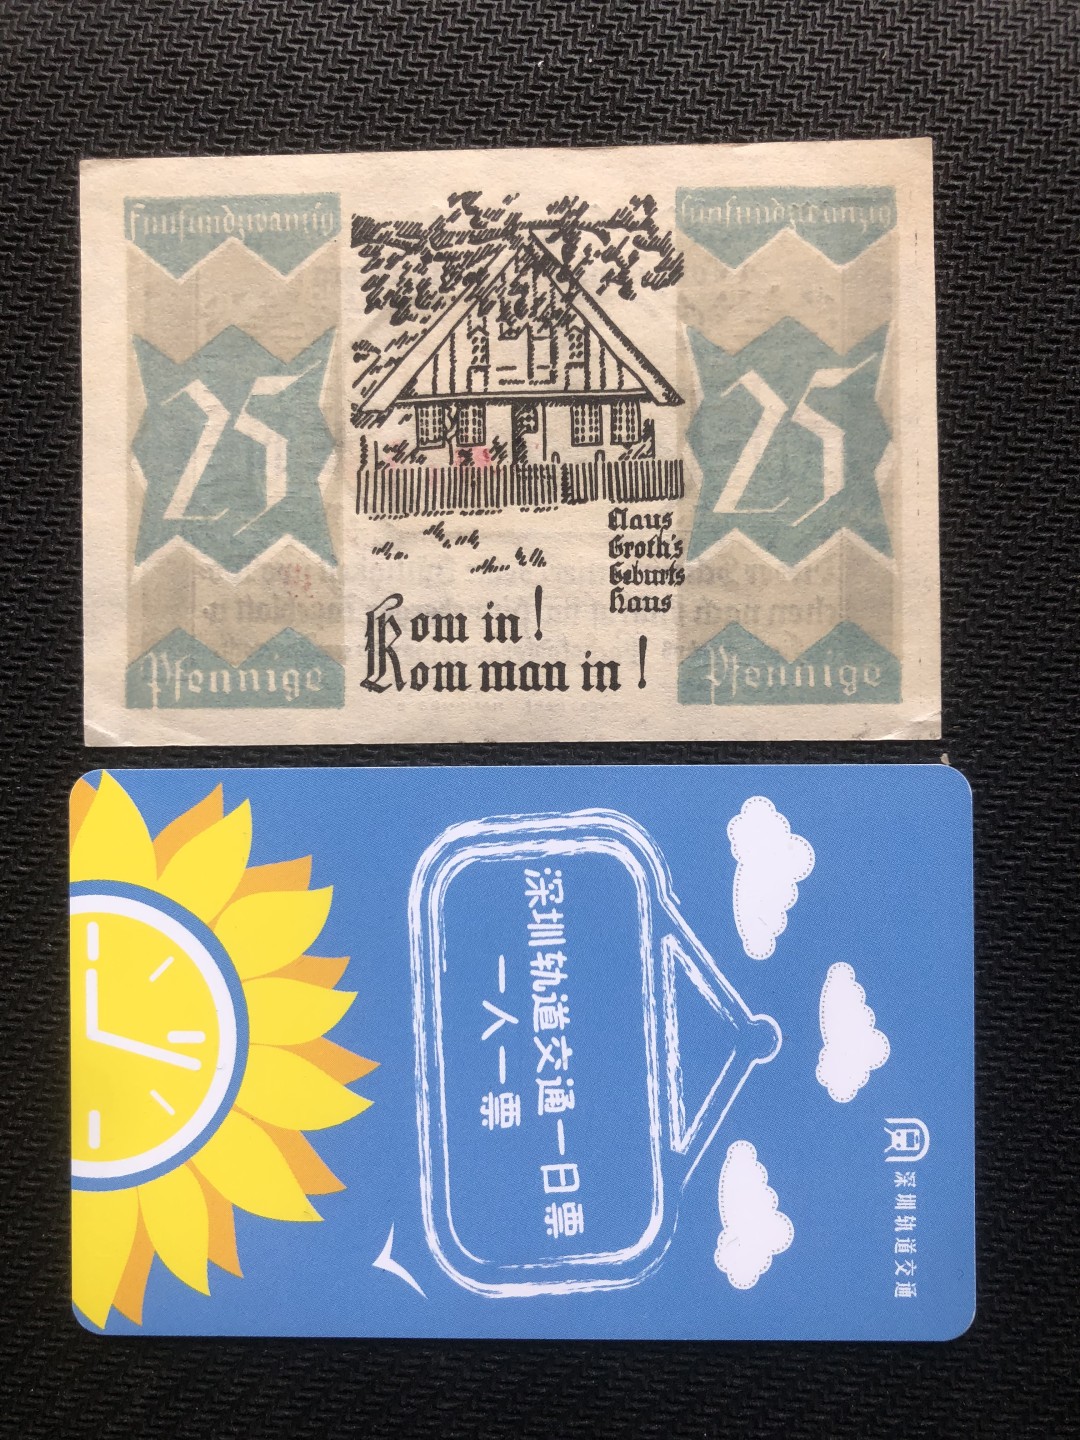 fünfundzwanzig
fünfundzwanzig
25
25
Claus
Groth's
Geburts
Haus
Kom in!
Kom man in!
Pfennige
Pfennige
深圳轨道交通一日票
一人一票
深圳轨道交通